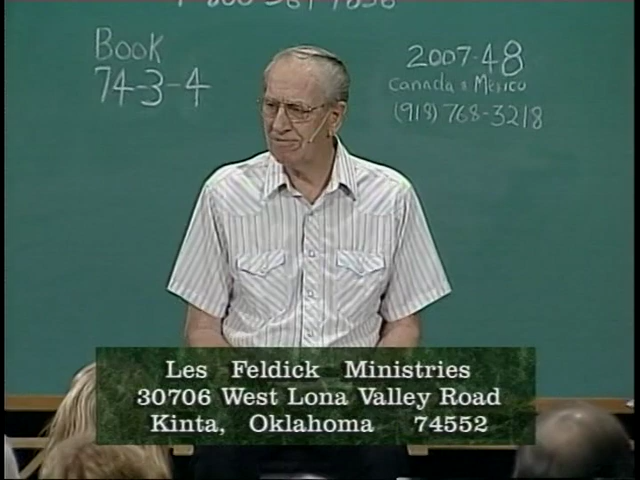 Book
74-3-4
2007-48
Canada & Mexico
(918) 768-3218
Les Feldick Ministries
30706 West Lona Valley Road
Kinta, Oklahoma 74552